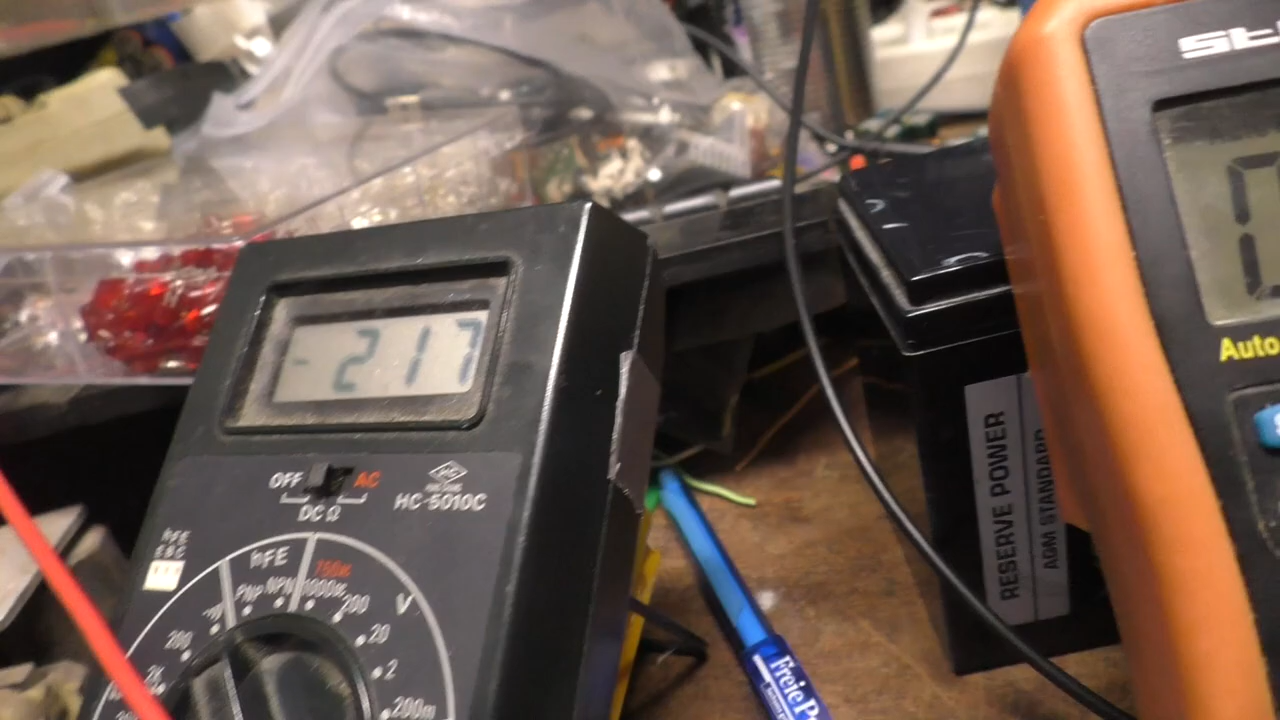 - 217
OFF
AC
DC Ω
HC-5010C
hFE
E B C
hFE
PNP
NPN
750
1000
200
V
20
2
200m
200
2K
RESERVE POWER
AGM STANDARD
Auto